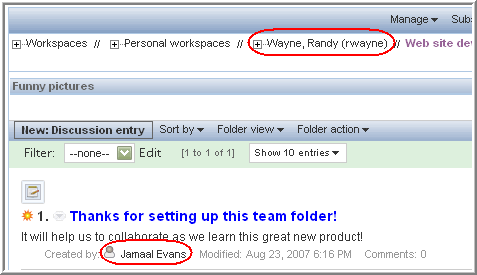 Manage
Workspaces // Personal workspaces // Wayne, Randy (rwayne) // Web site
Funny pictures
New: Discussion entry Sort by Folder view Folder action
Filter: --none-- Edit [1 to 1 of 1] Show 10 entries
1. Thanks for setting up this team folder!
It will help us to collaborate as we learn this great new product!
Created by: Jamaal Evans Modified: Aug 23, 2007 6:16 PM Comments: 0